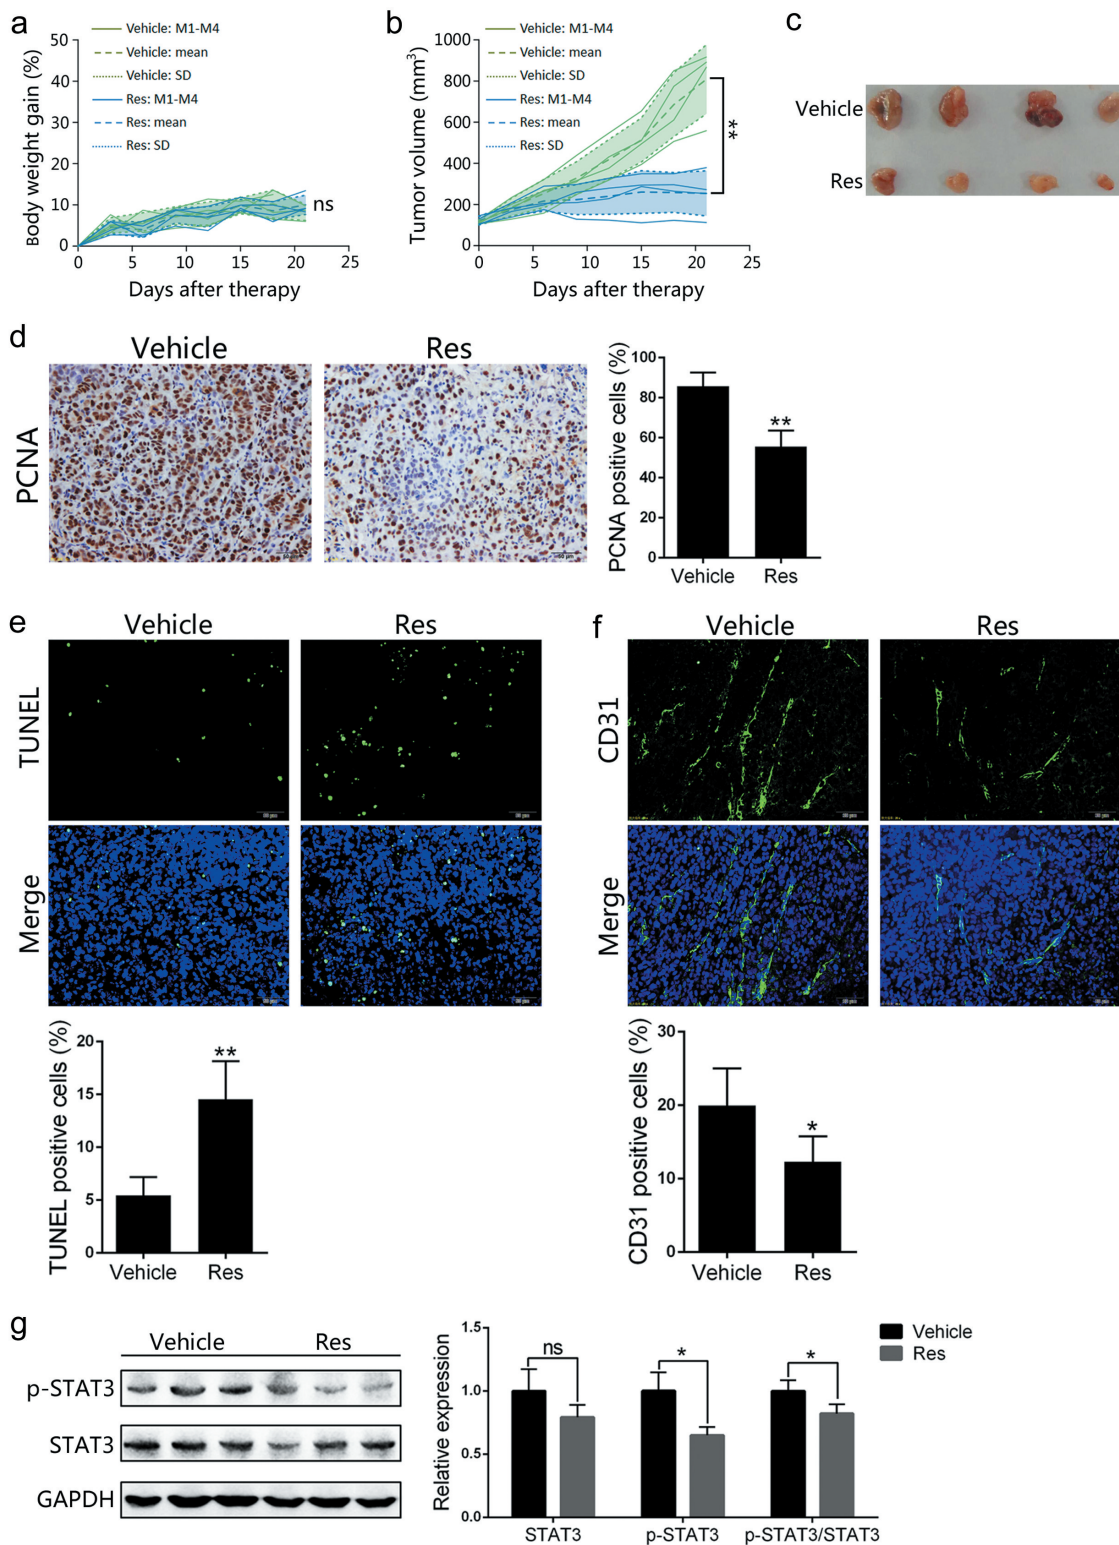 a
Vehicle: M1-M4
Vehicle: mean
Vehicle: SD
Res: M1-M4
Res: mean
Res: SD
Body weight gain (%)
50
40
30
20
10
0
ns
0 5 10 15 20 25
Days after therapy
b
Vehicle: M1-M4
Vehicle: mean
Vehicle: SD
Res: M1-M4
Res: mean
Res: SD
Tumor volume (mm³)
1000
800
600
400
200
0
**
0 5 10 15 20 25
Days after therapy
c
Vehicle
Res
d
Vehicle Res
PCNA
PCNA positive cells (%)
100
80
60
40
20
0
**
Vehicle Res
e
Vehicle Res
TUNEL
Merge
TUNEL positive cells (%)
20
15
10
5
0
**
Vehicle Res
f
Vehicle Res
CD31
Merge
CD31 positive cells (%)
30
20
10
0
*
Vehicle Res
g
Vehicle Res
p-STAT3
STAT3
GAPDH
Relative expression
1.5
1.0
0.5
0.0
ns * *
STAT3 p-STAT3 p-STAT3/STAT3
Vehicle
Res